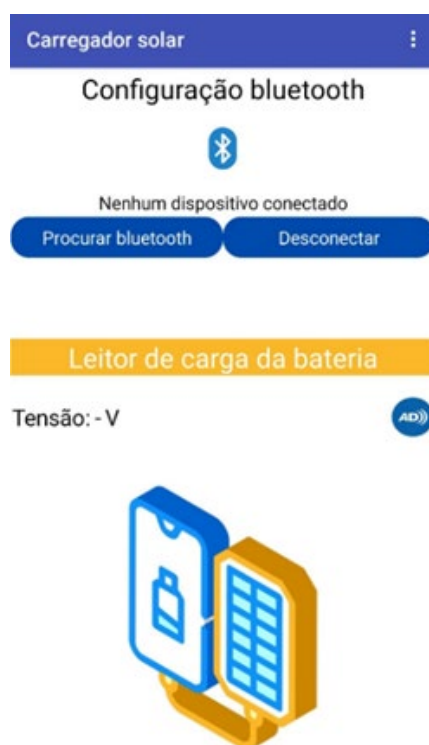 Carregador solar
Configuração bluetooth
Nenhum dispositivo conectado
Procurar bluetooth Desconectar
Leitor de carga da bateria
Tensão: - V AD))